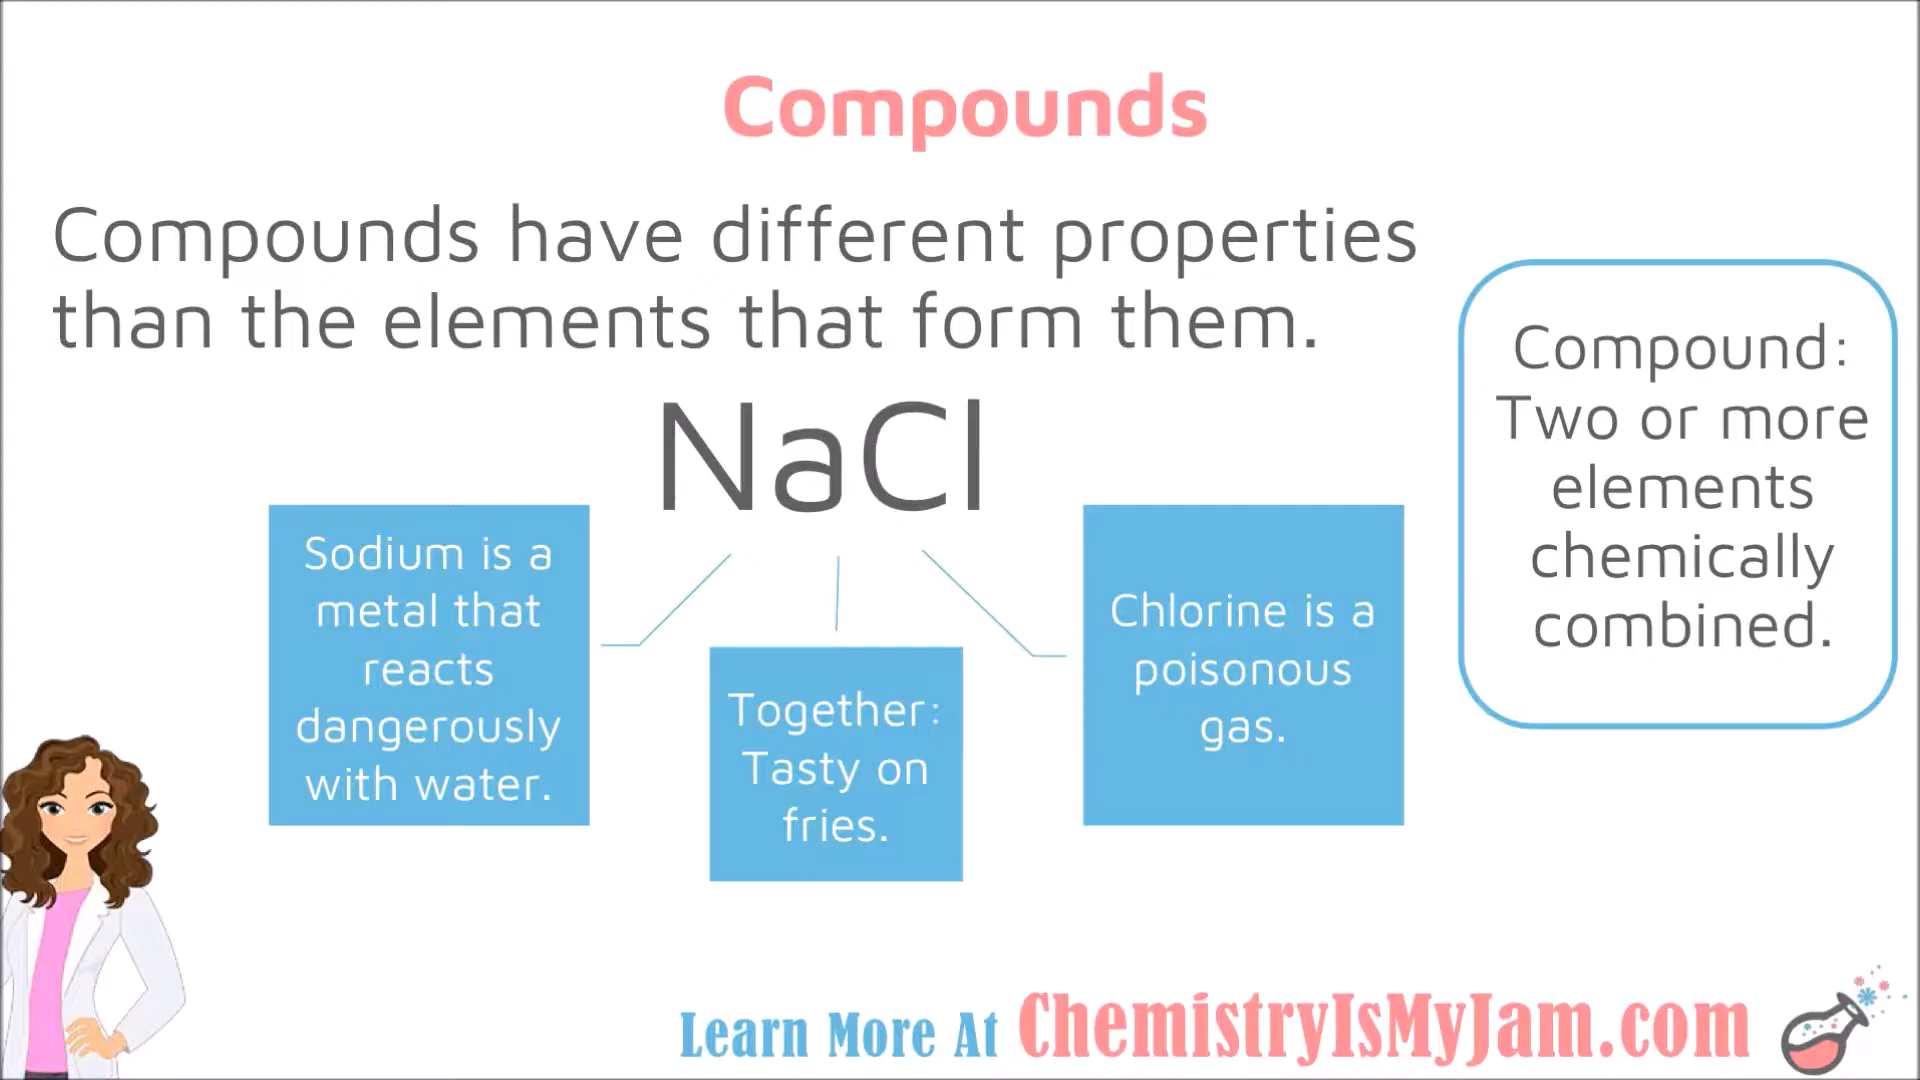 Compounds
Compounds have different properties
than the elements that form them.
NaCl
Sodium is a
metal that
reacts
dangerously
with water.
Together:
Tasty on
fries.
Chlorine is a
poisonous
gas.
Compound:
Two or more
elements
chemically
combined.
Learn More At ChemistryIsMyJam.com